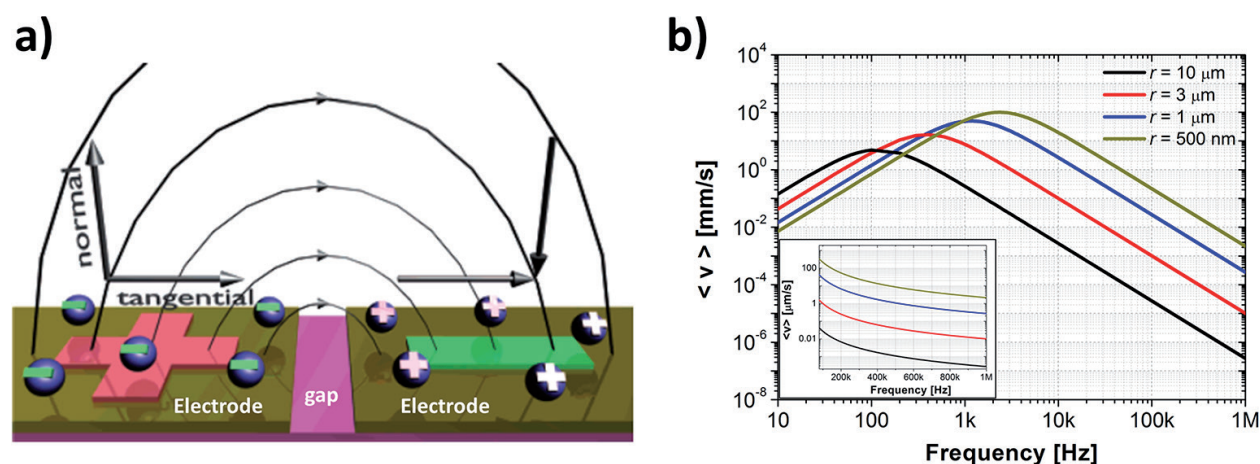 a)
normal
tangential
Electrode
gap
Electrode
b)
< v > [mm/s]
10^4
10^2
10^0
10^-2
10^-4
10^-6
10^-8
r = 10 μm
r = 3 μm
r = 1 μm
r = 500 nm
<v> [μm/s]
100
1
0.01
200k 400k 600k 800k 1M
Frequency [Hz]
10 100 1k 10k 100k 1M
Frequency [Hz]